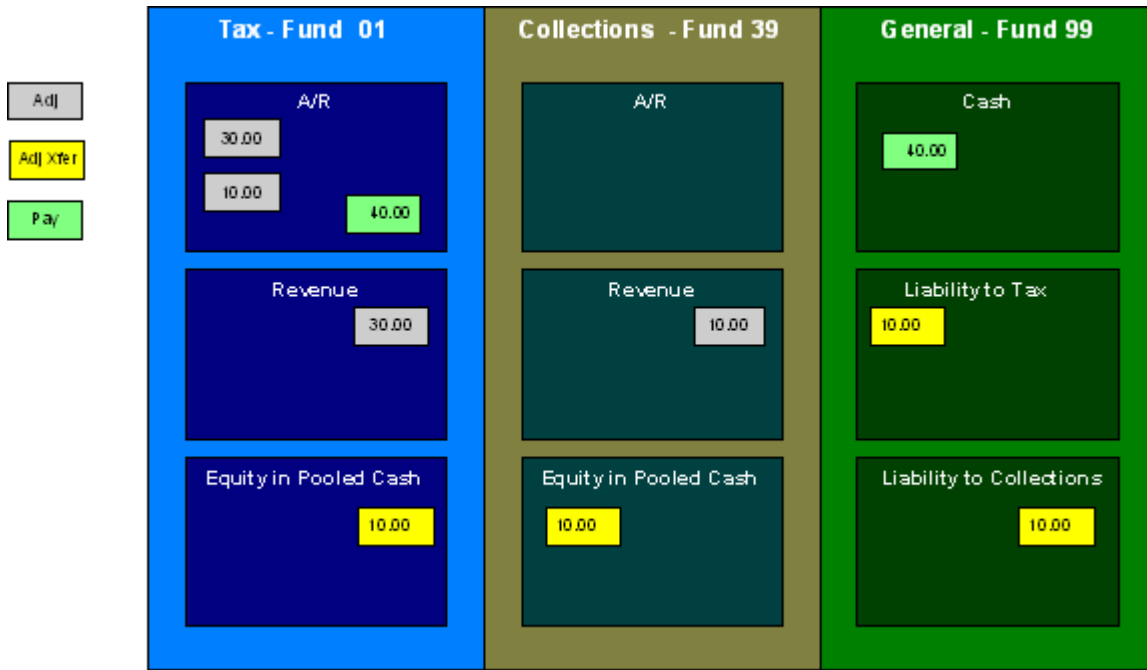 Tax - Fund 01
Collections - Fund 39
General - Fund 99
Adj
Adj Xfer
Pay
A/R
30.00
10.00
40.00
A/R
Cash
40.00
Revenue
30.00
Revenue
10.00
Liability to Tax
10.00
Equity in Pooled Cash
10.00
Equity in Pooled Cash
10.00
Liability to Collections
10.00